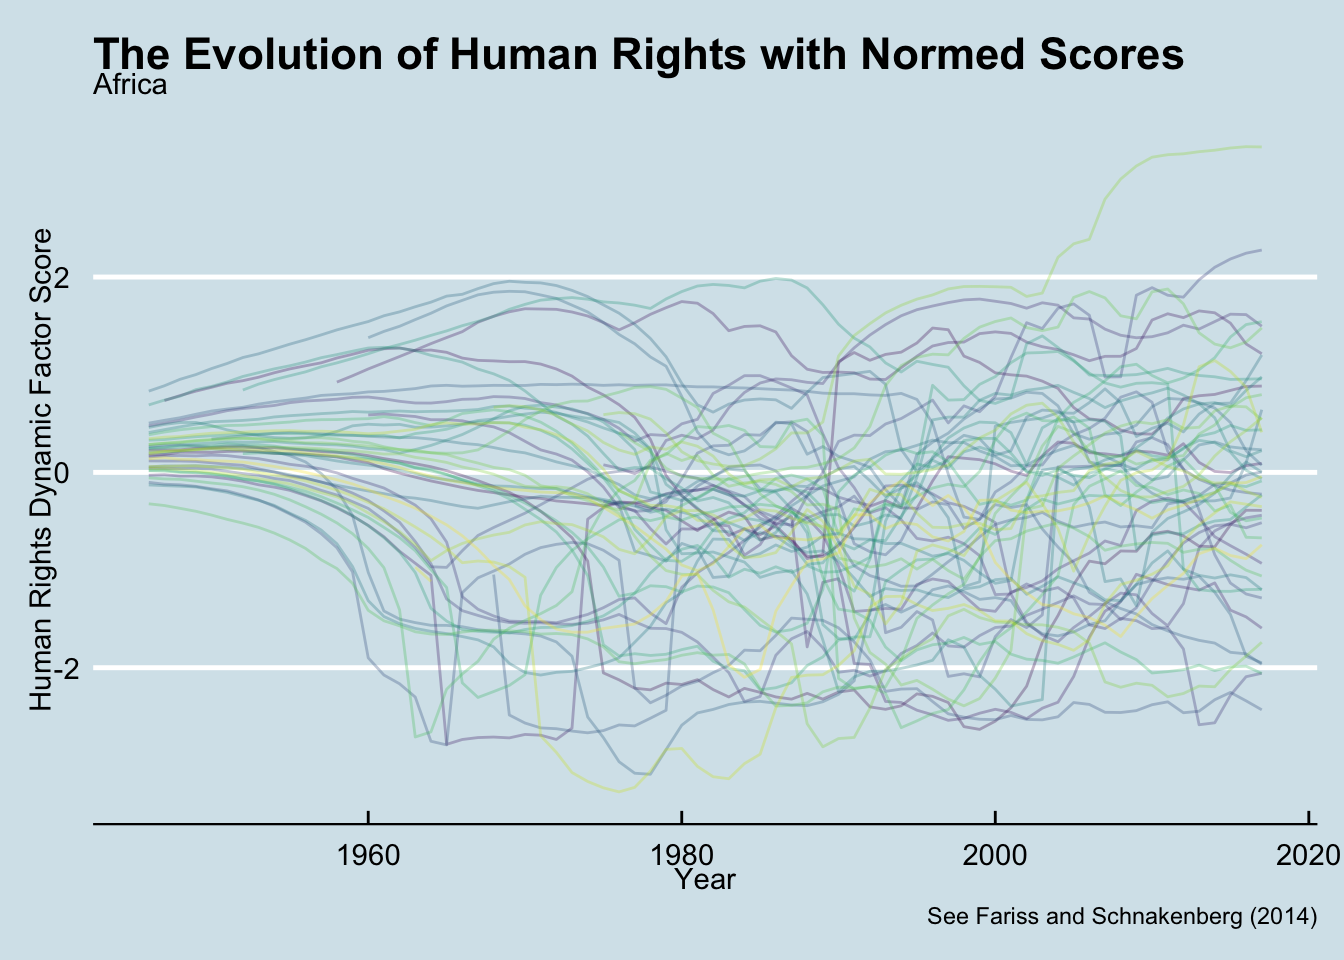 The Evolution of Human Rights with Normed Scores
Africa
Human Rights Dynamic Factor Score
2
0
-2
1960
1980
2000
2020
Year
See Fariss and Schnakenberg (2014)